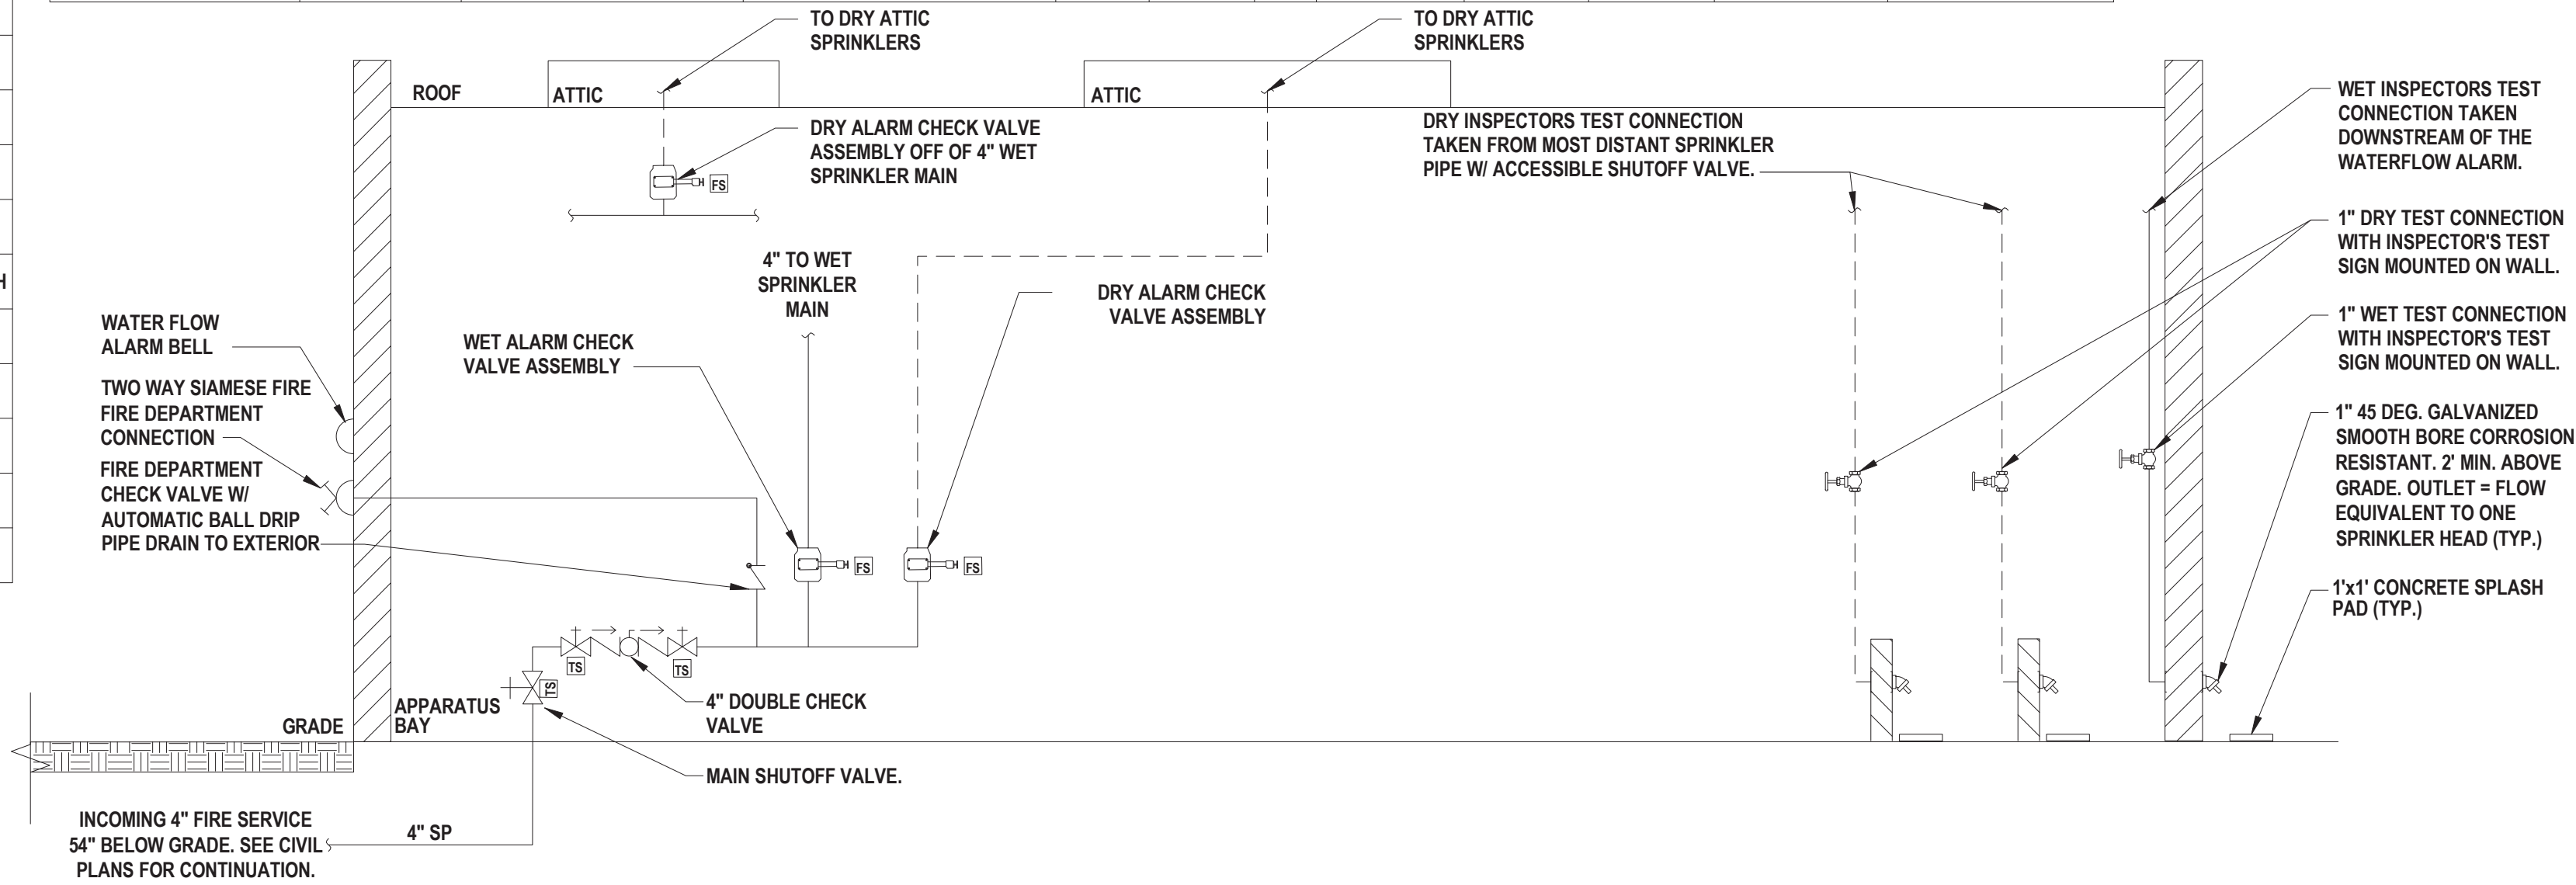 TO DRY ATTIC
SPRINKLERS
TO DRY ATTIC
SPRINKLERS
ROOF
ATTIC
ATTIC
DRY ALARM CHECK VALVE
ASSEMBLY OFF OF 4" WET
SPRINKLER MAIN
FS
DRY INSPECTORS TEST CONNECTION
TAKEN FROM MOST DISTANT SPRINKLER
PIPE W/ ACCESSIBLE SHUTOFF VALVE.
WET INSPECTORS TEST
CONNECTION TAKEN
DOWNSTREAM OF THE
WATERFLOW ALARM.
1" DRY TEST CONNECTION
WITH INSPECTOR'S TEST
SIGN MOUNTED ON WALL.
1" WET TEST CONNECTION
WITH INSPECTOR'S TEST
SIGN MOUNTED ON WALL.
1" 45 DEG. GALVANIZED
SMOOTH BORE CORROSION
RESISTANT. 2' MIN. ABOVE
GRADE. OUTLET = FLOW
EQUIVALENT TO ONE
SPRINKLER HEAD (TYP.)
1'x1' CONCRETE SPLASH
PAD (TYP.)
H
4" TO WET
SPRINKLER
MAIN
DRY ALARM CHECK
VALVE ASSEMBLY
WET ALARM CHECK
VALVE ASSEMBLY
WATER FLOW
ALARM BELL
TWO WAY SIAMESE FIRE
FIRE DEPARTMENT
CONNECTION
FIRE DEPARTMENT
CHECK VALVE W/
AUTOMATIC BALL DRIP
PIPE DRAIN TO EXTERIOR
FS
FS
TS
TS
TS
4" DOUBLE CHECK
VALVE
APPARATUS
BAY
GRADE
MAIN SHUTOFF VALVE.
INCOMING 4" FIRE SERVICE
54" BELOW GRADE. SEE CIVIL
PLANS FOR CONTINUATION.
4" SP